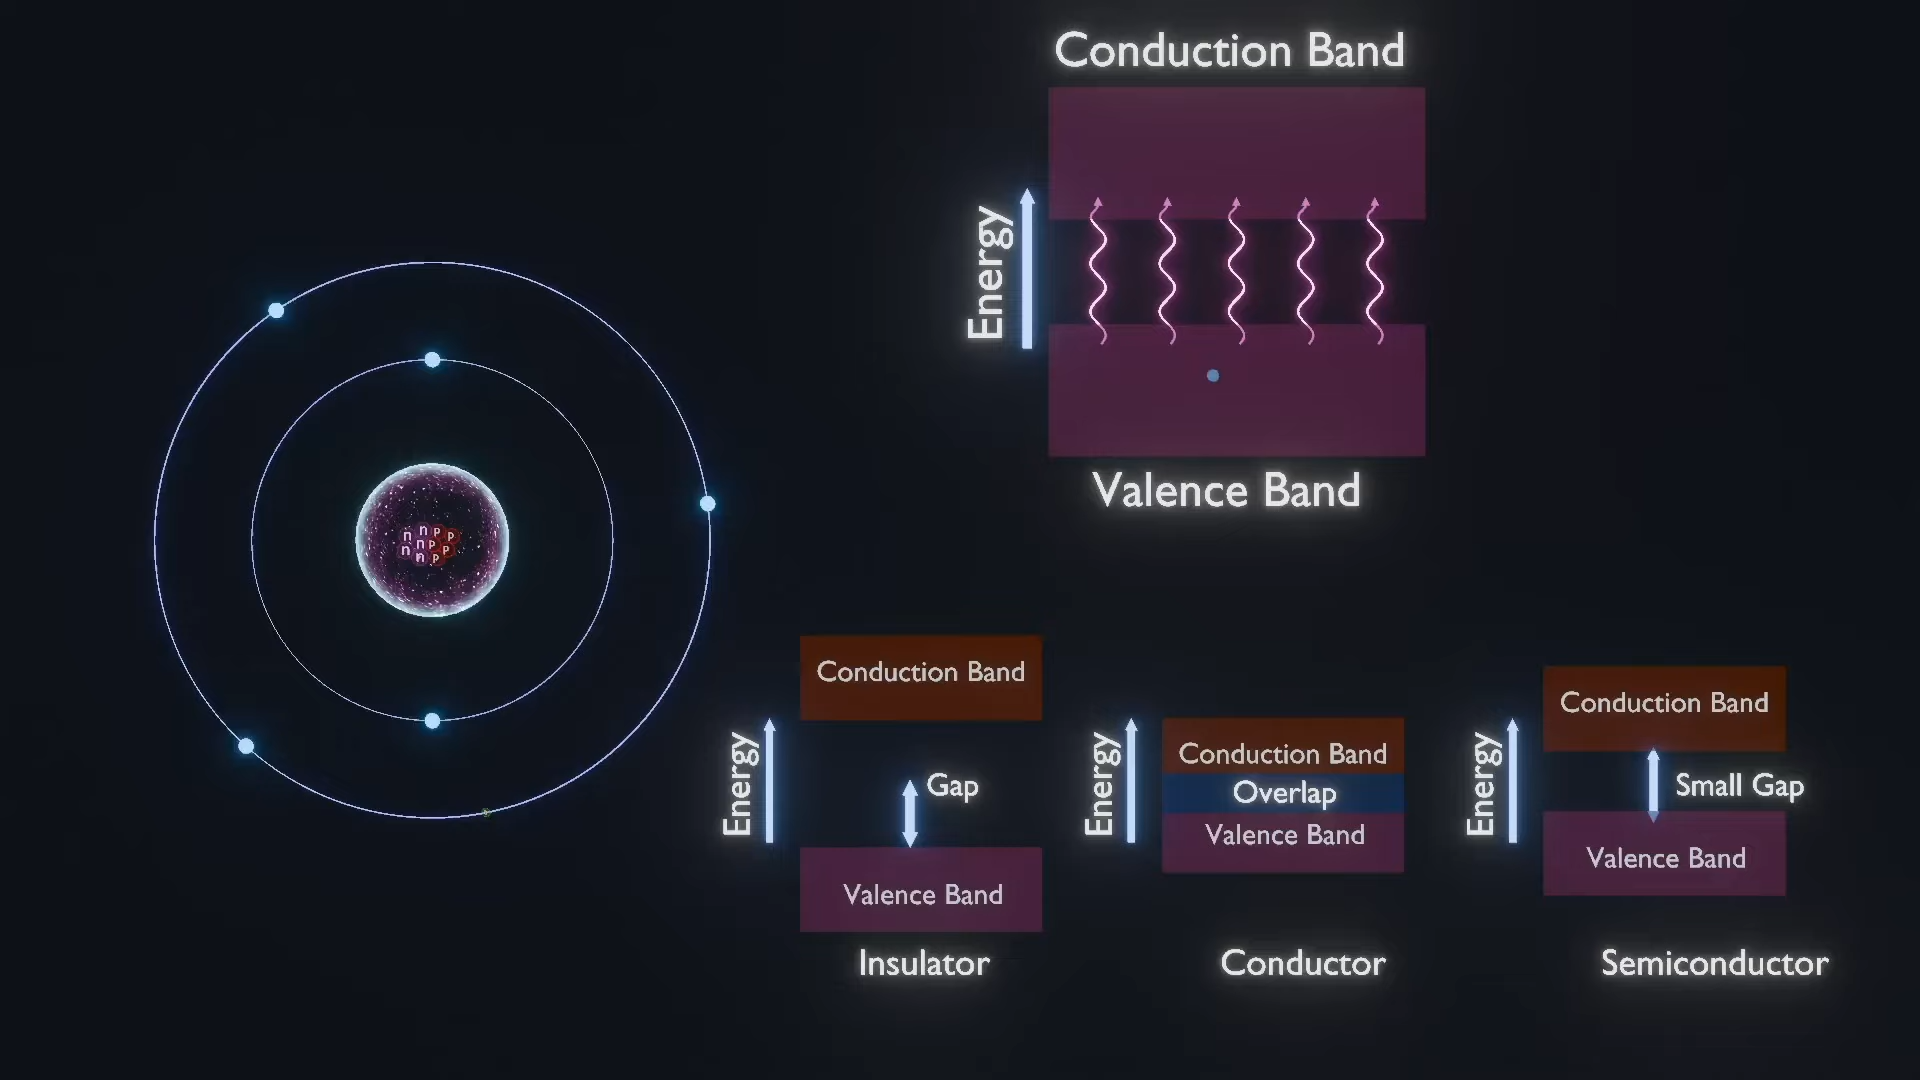 Conduction Band
Energy
Valence Band
n n P P
n n P P
n n P P
Conduction Band
Energy
Gap
Valence Band
Insulator
Energy
Conduction Band
Overlap
Valence Band
Conductor
Energy
Conduction Band
Small Gap
Valence Band
Semiconductor